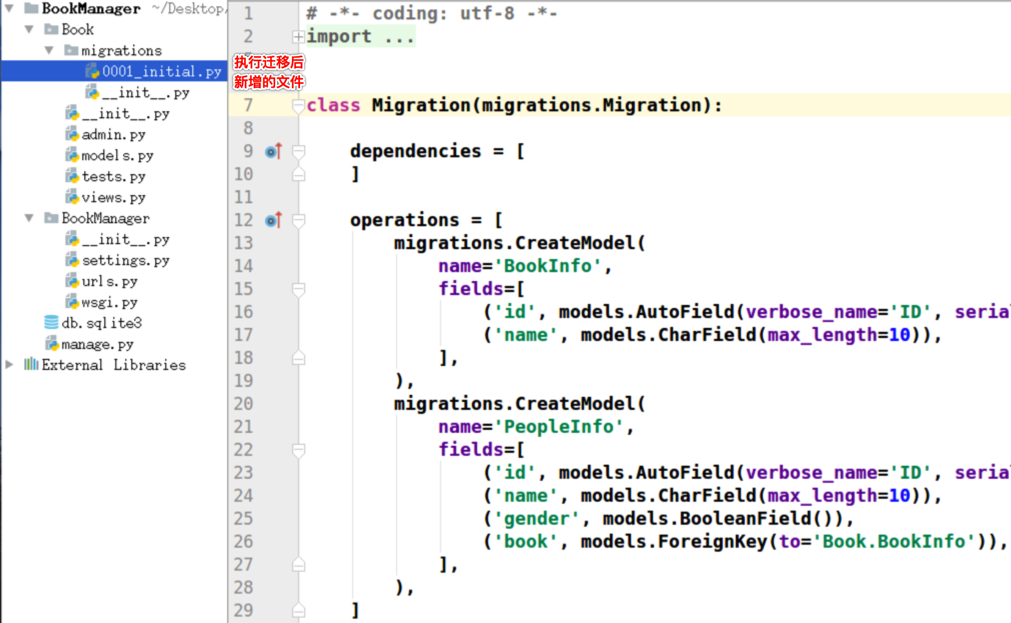 BookManager ~/Desktop/
Book
migrations
0001_initial.py
__init__.py
__init__.py
admin.py
models.py
tests.py
views.py
BookManager
__init__.py
settings.py
urls.py
wsgi.py
db.sqlite3
manage.py
External Libraries
执行迁移后
新增的文件
1 # -*- coding: utf-8 -*-
2 import ...
7 class Migration(migrations.Migration):
8
9 dependencies = [
10 ]
11
12 operations = [
13 migrations.CreateModel(
14 name='BookInfo',
15 fields=[
16 ('id', models.AutoField(verbose_name='ID', seria
17 ('name', models.CharField(max_length=10)),
18 ],
19 ),
20 migrations.CreateModel(
21 name='PeopleInfo',
22 fields=[
23 ('id', models.AutoField(verbose_name='ID', seria
24 ('name', models.CharField(max_length=10)),
25 ('gender', models.BooleanField()),
26 ('book', models.ForeignKey(to='Book.BookInfo')),
27 ],
28 ),
29 ]